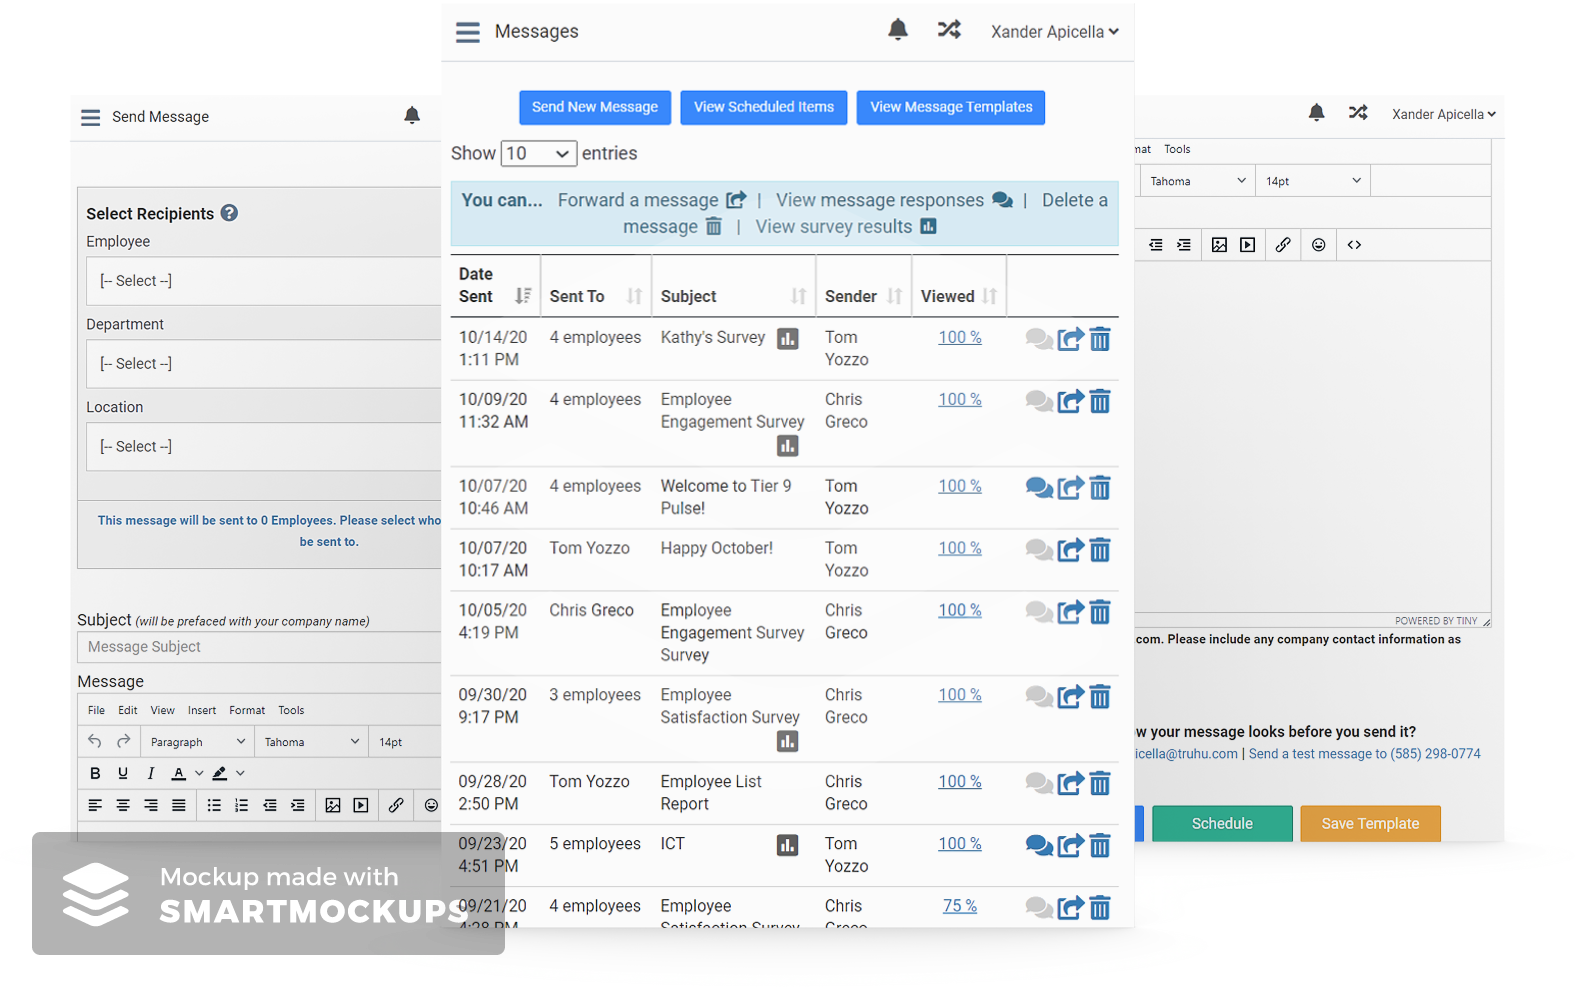 Send Message
Select Recipients
Employee
[-- Select --]
Department
[-- Select --]
Location
[-- Select --]
This message will be sent to 0 Employees. Please select who
be sent to.
Subject (will be prefaced with your company name)
Message Subject
Message
File Edit View Insert Format Tools
Paragraph Tahoma 14pt
B U I A
Messages
Xander Apicella
Send New Message View Scheduled Items View Message Templates
Show 10 entries
You can... Forward a message | View message responses | Delete a
message | View survey results
Date
Sent Sent To Subject Sender Viewed
10/14/20 4 employees Kathy's Survey Tom 100 %
1:11 PM Yozzo
10/09/20 4 employees Employee Chris 100 %
11:32 AM Engagement Survey Greco
10/07/20 4 employees Welcome to Tier 9 Tom 100 %
10:46 AM Pulse! Yozzo
10/07/20 Tom Yozzo Happy October! Tom 100 %
10:17 AM Yozzo
10/05/20 Chris Greco Employee Chris 100 %
4:19 PM Engagement Survey Greco
Survey
09/30/20 3 employees Employee Chris 100 %
9:17 PM Satisfaction Survey Greco
09/28/20 Tom Yozzo Employee List Chris 100 %
2:50 PM Report Greco
09/23/20 5 employees ICT Tom 100 %
4:51 PM Yozzo
09/21/20 4 employees Employee Chris 75 %
4:28 PM Satisfaction Survey Greco
Xander Apicella
mat Tools
Tahoma 14pt
POWERED BY TINY
com. Please include any company contact information as
w your message looks before you send it?
icella@truhu.com | Send a test message to (585) 298-0774
Schedule Save Template
Mockup made with
SMARTMOCKUPS